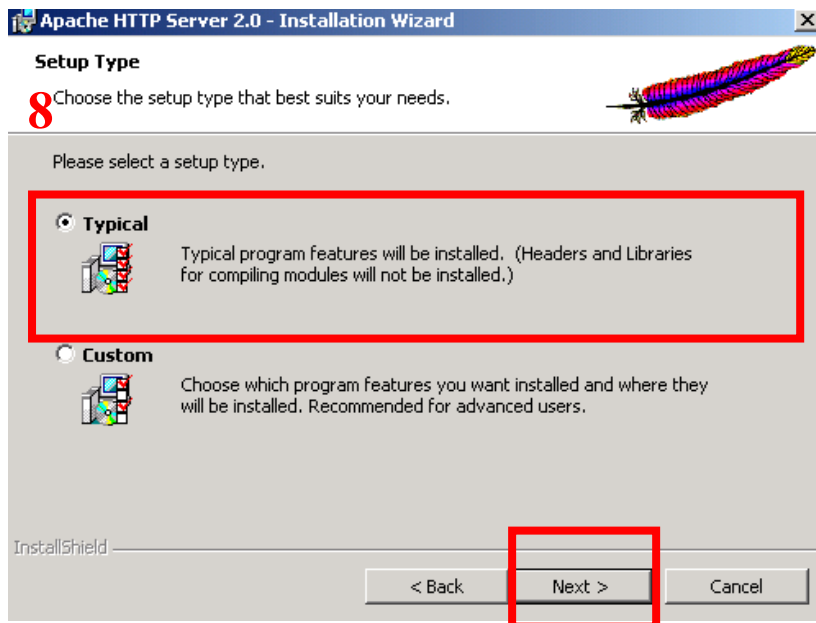 Apache HTTP Server 2.0 - Installation Wizard
Setup Type
8
Choose the setup type that best suits your needs.
Please select a setup type.
Typical
Typical program features will be installed. (Headers and Libraries
for compiling modules will not be installed.)
Custom
Choose which program features you want installed and where they
will be installed. Recommended for advanced users.
InstallShield
< Back Next > Cancel